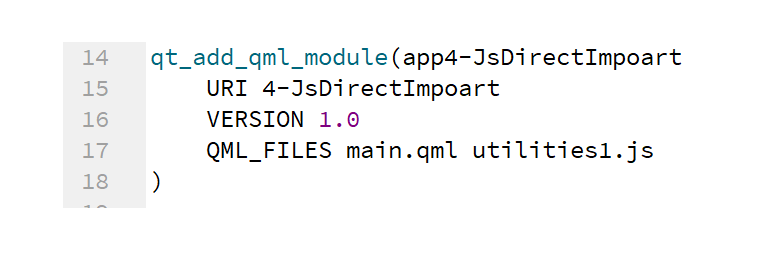 14 qt_add_qml_module(app4-JsDirectImpoart
15 URI 4-JsDirectImpoart
16 VERSION 1.0
17 QML_FILES main.qml utilities1.js
18 )